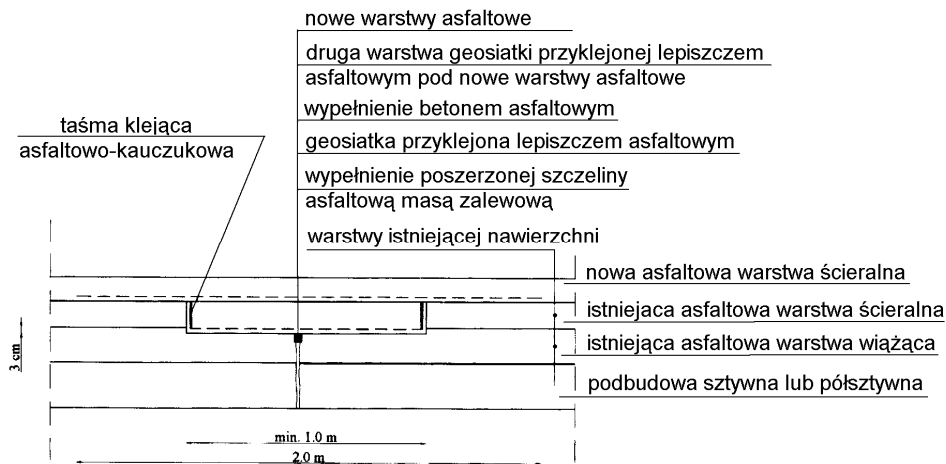 nowe warstwy asfaltowe
druga warstwa geosiatki przyklejonej lepiszczem
asfaltowym pod nowe warstwy asfaltowe
wypełnienie betonem asfaltowym
taśma klejąca
asfaltowo-kauczukowa
geosiatka przyklejona lepiszczem asfaltowym
wypełnienie poszerzonej szczeliny
asfaltową masą zalewową
warstwy istniejącej nawierzchni
nowa asfaltowa warstwa ścieralna
istniejaca asfaltowa warstwa ścieralna
istniejąca asfaltowa warstwa wiążąca
podbudowa sztywna lub półsztywna
3 cm
min. 1.0 m
2.0 m